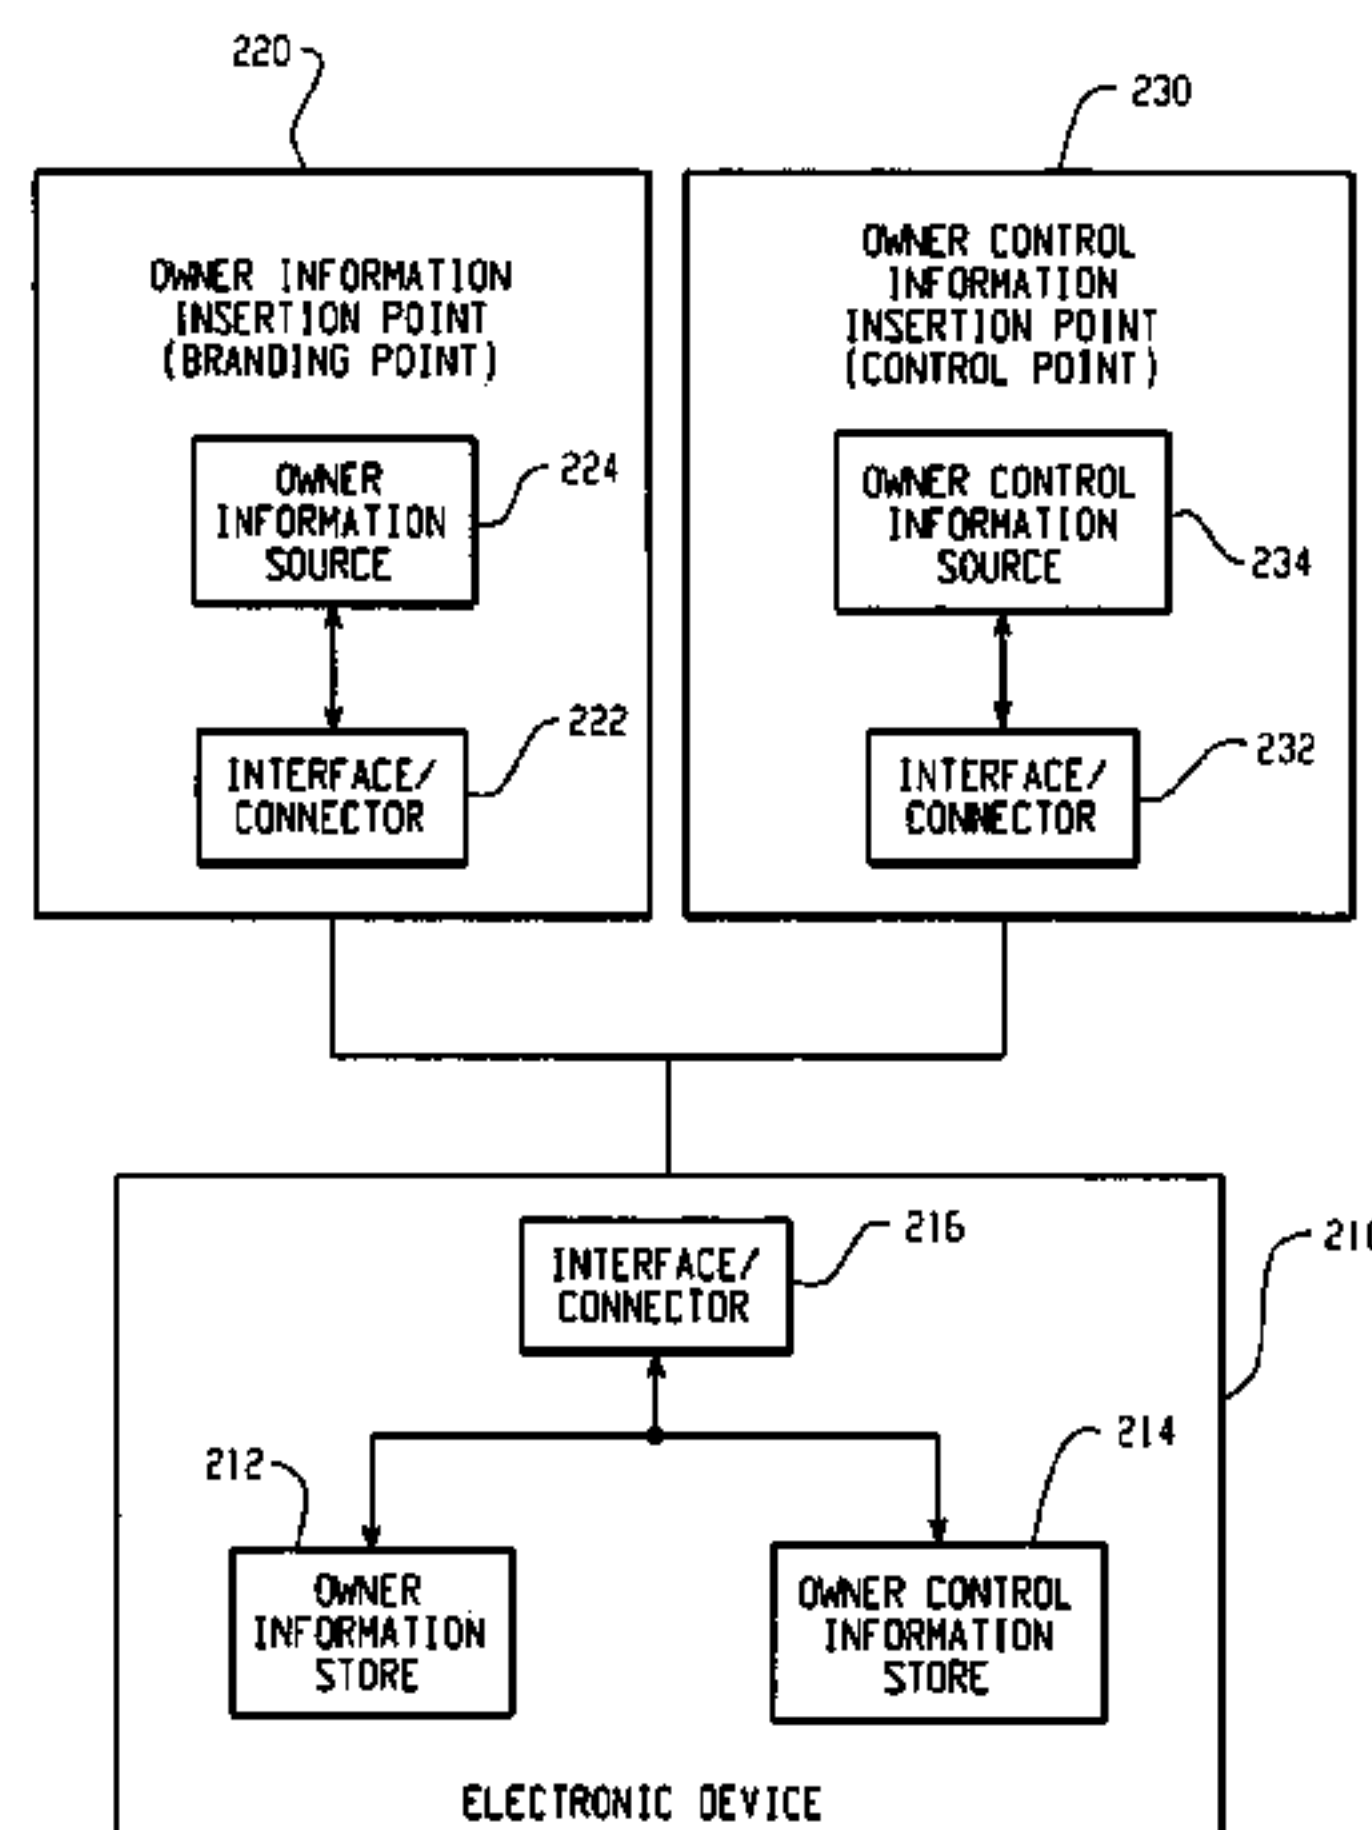 220
230
OWNER INFORMATION
INSERTION POINT
(BRANDING POINT)
OWNER CONTROL
INFORMATION
INSERTION POINT
(CONTROL POINT)
OWNER
INFORMATION
SOURCE
224
OWNER CONTROL
INFORMATION
SOURCE
234
INTERFACE/
CONNECTOR
222
INTERFACE/
CONNECTOR
232
INTERFACE/
CONNECTOR
216
212
214
OWNER
INFORMATION
STORE
OWNER CONTROL
INFORMATION
STORE
ELECTRONIC DEVICE